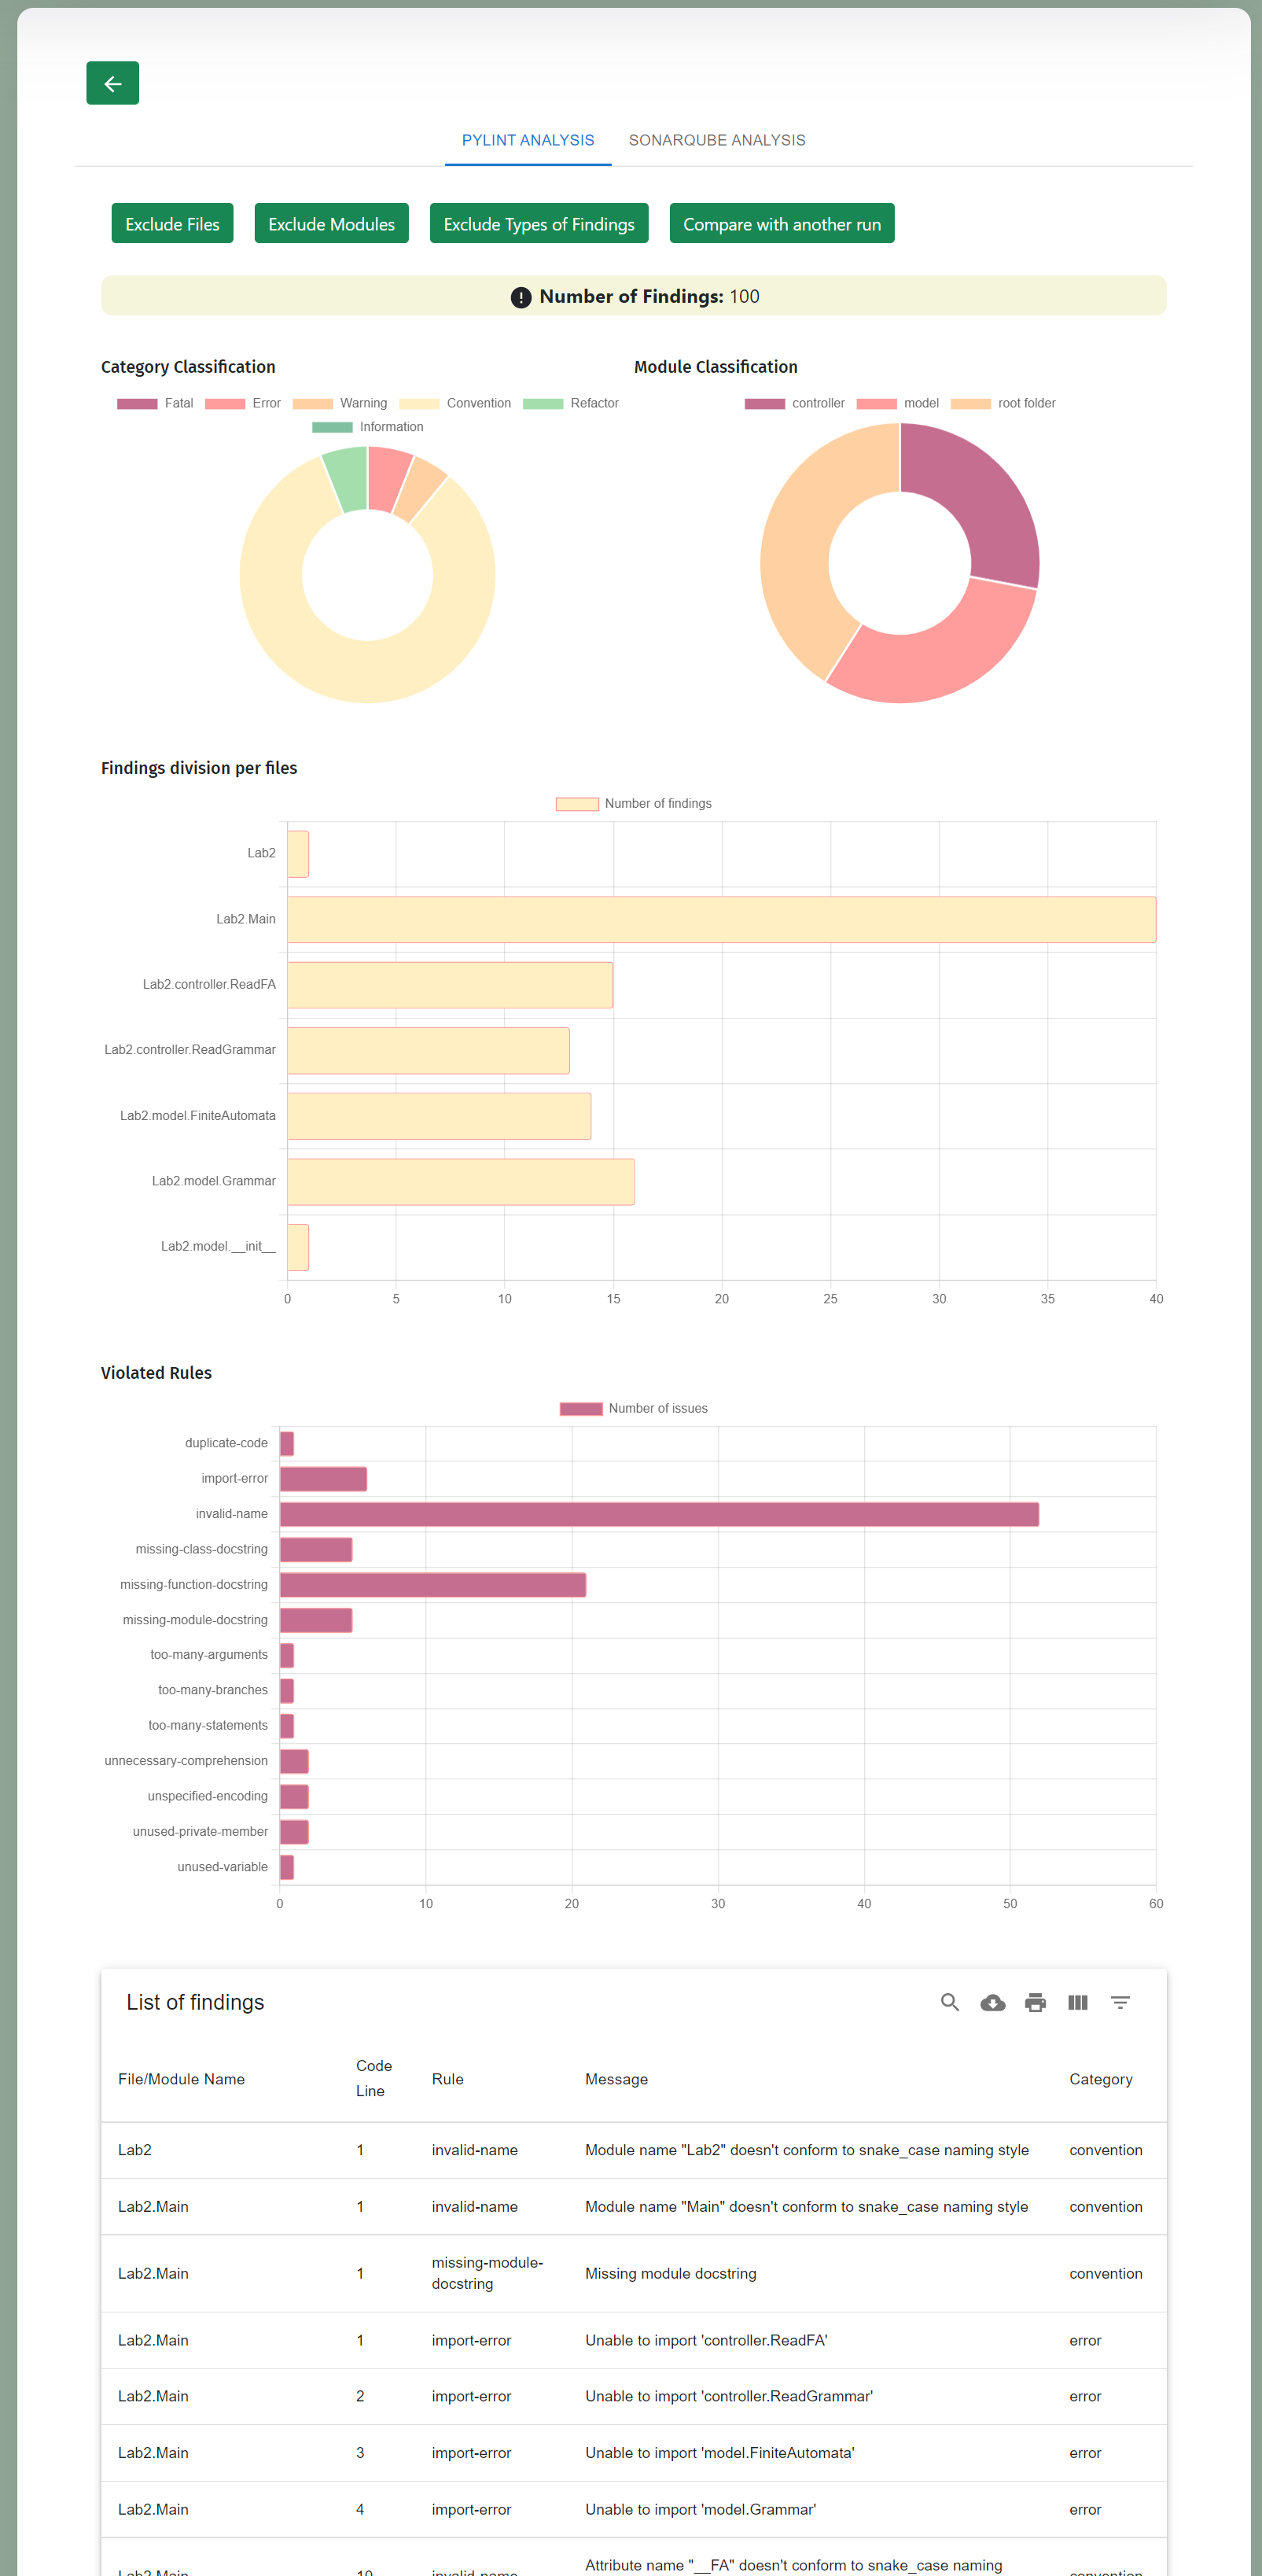 PYLINT ANALYSIS SONARQUBE ANALYSIS
Exclude Files Exclude Modules Exclude Types of Findings Compare with another run
Number of Findings: 100
Category Classification
Fatal Error Warning Convention Refactor
Information
Module Classification
controller model root folder
Findings division per files
Number of findings
Lab2
Lab2.Main
Lab2.controller.ReadFA
Lab2.controller.ReadGrammar
Lab2.model.FiniteAutomata
Lab2.model.Grammar
Lab2.model.__init__
0 5 10 15 20 25 30 35 40
Violated Rules
Number of issues
duplicate-code
import-error
invalid-name
missing-class-docstring
missing-function-docstring
missing-module-docstring
too-many-arguments
too-many-branches
too-many-statements
unnecessary-comprehension
unspecified-encoding
unused-private-member
unused-variable
0 10 20 30 40 50 60
List of findings
File/Module Name Code Line Rule Message Category
Lab2 1 invalid-name Module name "Lab2" doesn't conform to snake_case naming style convention
Lab2.Main 1 invalid-name Module name "Main" doesn't conform to snake_case naming style convention
Lab2.Main 1 missing-module-docstring Missing module docstring convention
Lab2.Main 1 import-error Unable to import 'controller.ReadFA' error
Lab2.Main 2 import-error Unable to import 'controller.ReadGrammar' error
Lab2.Main 3 import-error Unable to import 'model.FiniteAutomata' error
Lab2.Main 4 import-error Unable to import 'model.Grammar' error
Attribute name "__FA" doesn't conform to snake_case naming
Lab2.Main 10 invalid-name convention